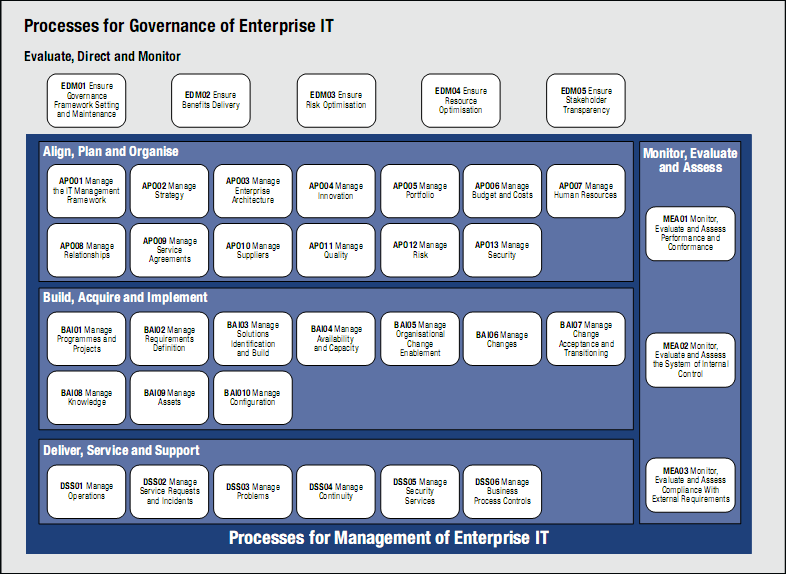 Processes for Governance of Enterprise IT
Evaluate, Direct and Monitor
EDM01 Ensure
Governance
Framework Setting
and Maintenance
EDM02 Ensure
Benefits Delivery
EDM03 Ensure
Risk Optimisation
EDM04 Ensure
Resource
Optimisation
EDM05 Ensure
Stakeholder
Transparency
Align, Plan and Organise
APO01 Manage
the IT Management
Framework
APO02 Manage
Strategy
APO03 Manage
Enterprise
Architecture
APO04 Manage
Innovation
APO05 Manage
Portfolio
APO06 Manage
Budget and Costs
APO07 Manage
Human Resources
APO08 Manage
Relationships
APO09 Manage
Service
Agreements
APO10 Manage
Suppliers
APO11 Manage
Quality
APO12 Manage
Risk
APO13 Manage
Security
Build, Acquire and Implement
BAI01 Manage
Programmes and
Projects
BAI02 Manage
Requirements
Definition
BAI03 Manage
Solutions
Identification
and Build
BAI04 Manage
Availability
and Capacity
BAI05 Manage
Organisational
Change
Enablement
BAI06 Manage
Changes
BAI07 Manage
Change
Acceptance and
Transitioning
BAI08 Manage
Knowledge
BAI09 Manage
Assets
BAI010 Manage
Configuration
Deliver, Service and Support
DSS01 Manage
Operations
DSS02 Manage
Service Requests
and Incidents
DSS03 Manage
Problems
DSS04 Manage
Continuity
DSS05 Manage
Security
Services
DSS06 Manage
Business
Process Controls
Monitor, Evaluate
and Assess
MEA01 Monitor,
Evaluate and Assess
Performance and
Conformance
MEA02 Monitor,
Evaluate and Assess
the System of Internal
Control
MEA03 Monitor,
Evaluate and Assess
Compliance With
External Requirements
Processes for Management of Enterprise IT